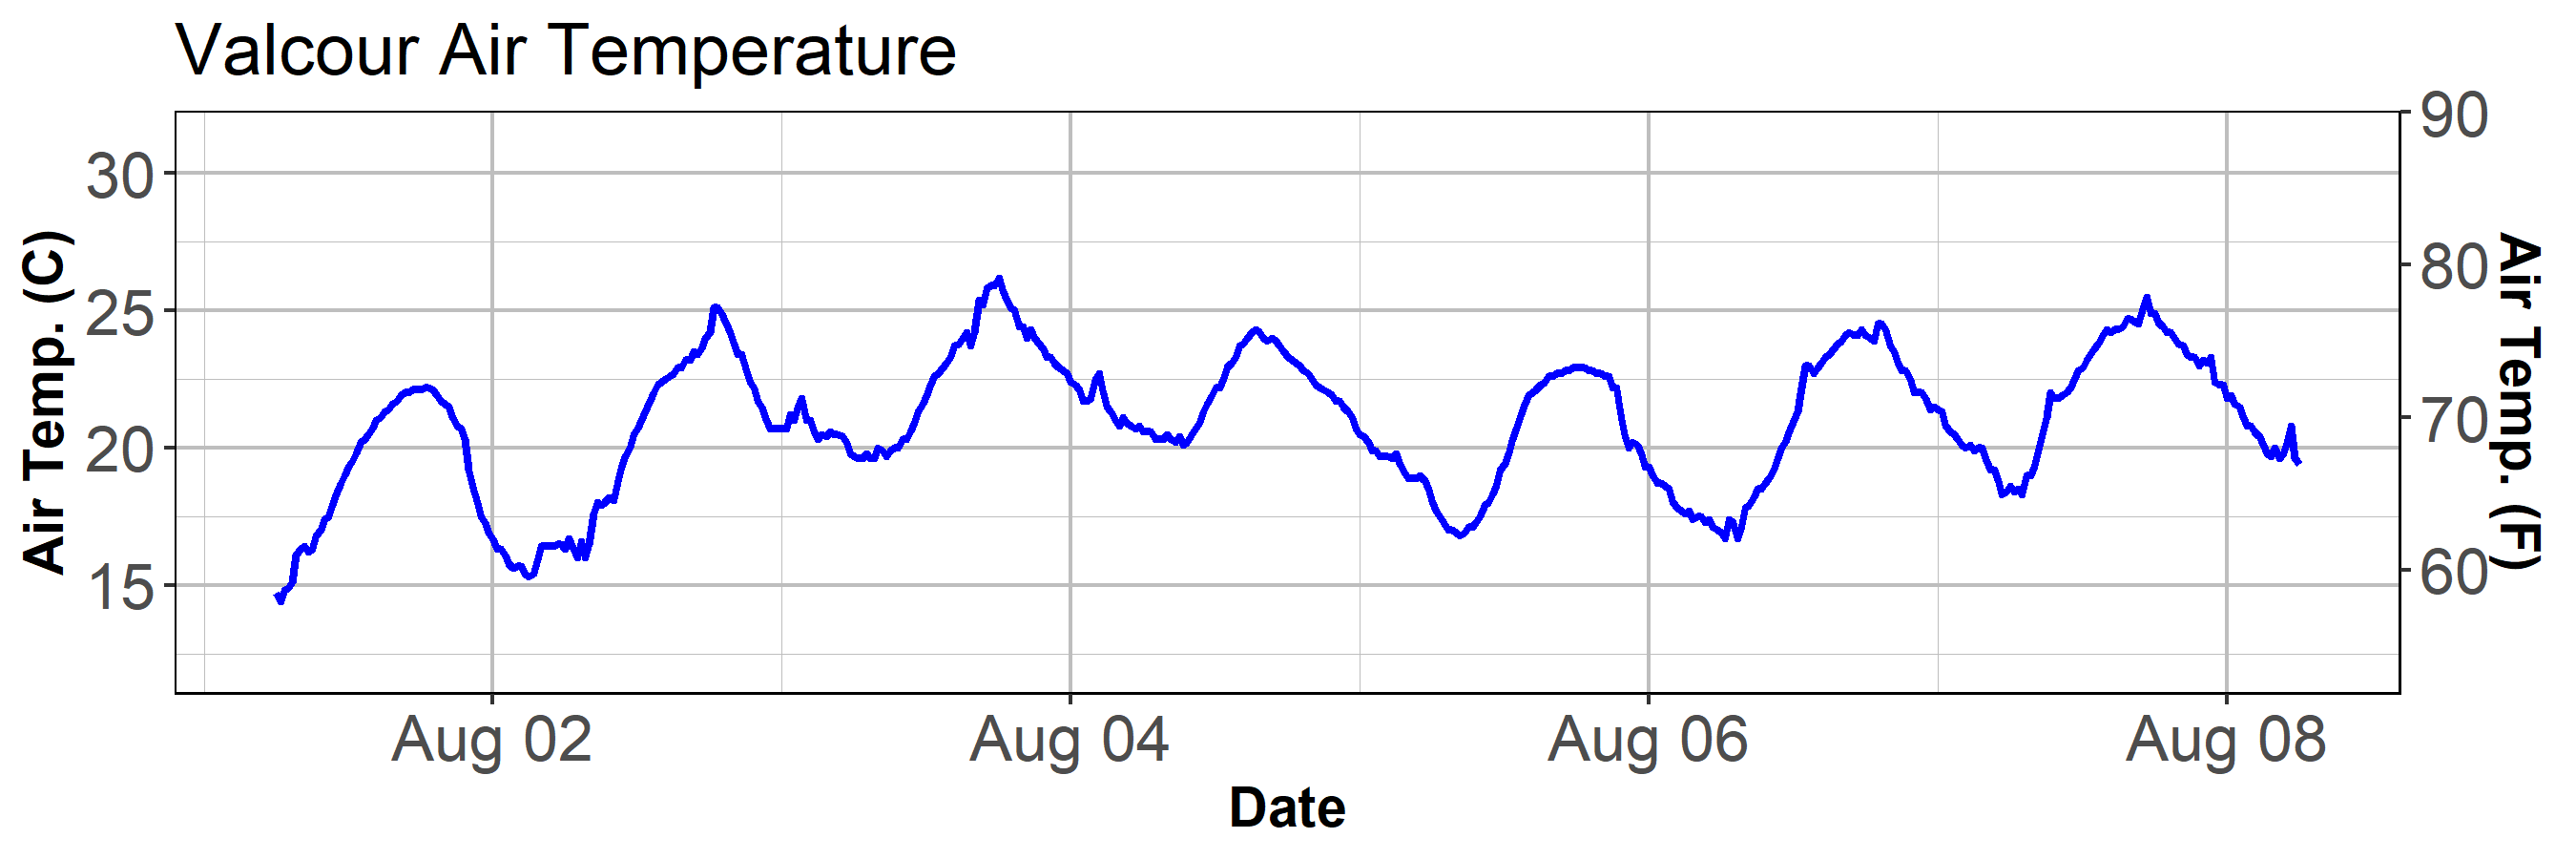 Valcour Air Temperature
Air Temp. (C)
30
25
20
15
90
80
70
60
Air Temp. (F)
Aug 02
Aug 04
Aug 06
Aug 08
Date